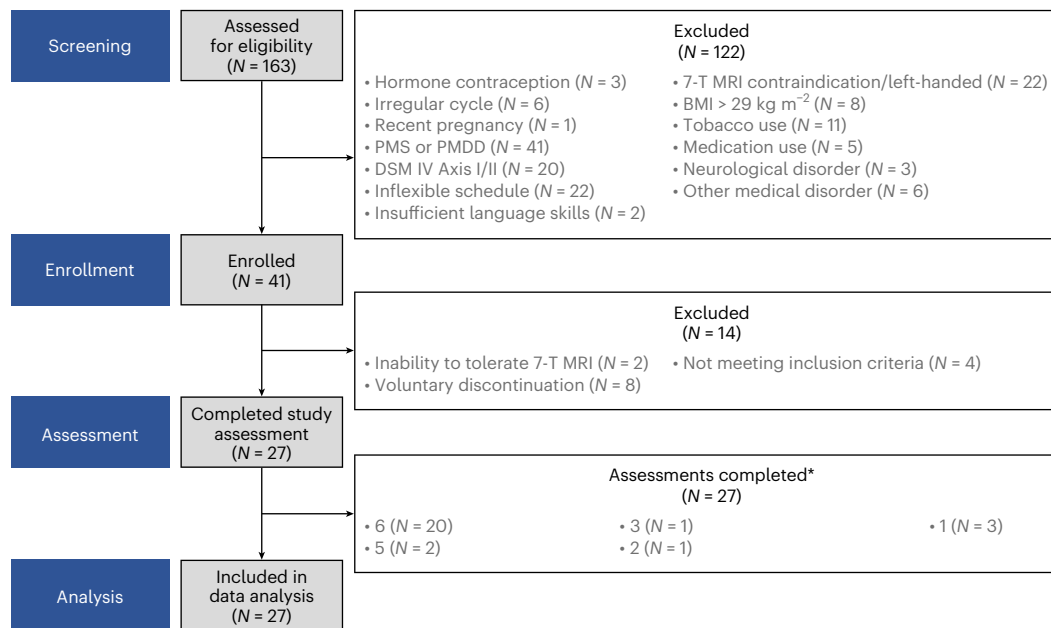 Screening
Assessed
for eligibility
(N = 163)
Excluded
(N = 122)
• Hormone contraception (N = 3)
• Irregular cycle (N = 6)
• Recent pregnancy (N = 1)
• PMS or PMDD (N = 41)
• DSM IV Axis I/II (N = 20)
• Inflexible schedule (N = 22)
• Insufficient language skills (N = 2)
• 7-T MRI contraindication/left-handed (N = 22)
• BMI > 29 kg m⁻² (N = 8)
• Tobacco use (N = 11)
• Medication use (N = 5)
• Neurological disorder (N = 3)
• Other medical disorder (N = 6)
Enrollment
Enrolled
(N = 41)
Excluded
(N = 14)
• Inability to tolerate 7-T MRI (N = 2)
• Voluntary discontinuation (N = 8)
• Not meeting inclusion criteria (N = 4)
Assessment
Completed study
assessment
(N = 27)
Assessments completed*
(N = 27)
• 6 (N = 20)
• 5 (N = 2)
• 3 (N = 1)
• 2 (N = 1)
• 1 (N = 3)
Analysis
Included in
data analysis
(N = 27)